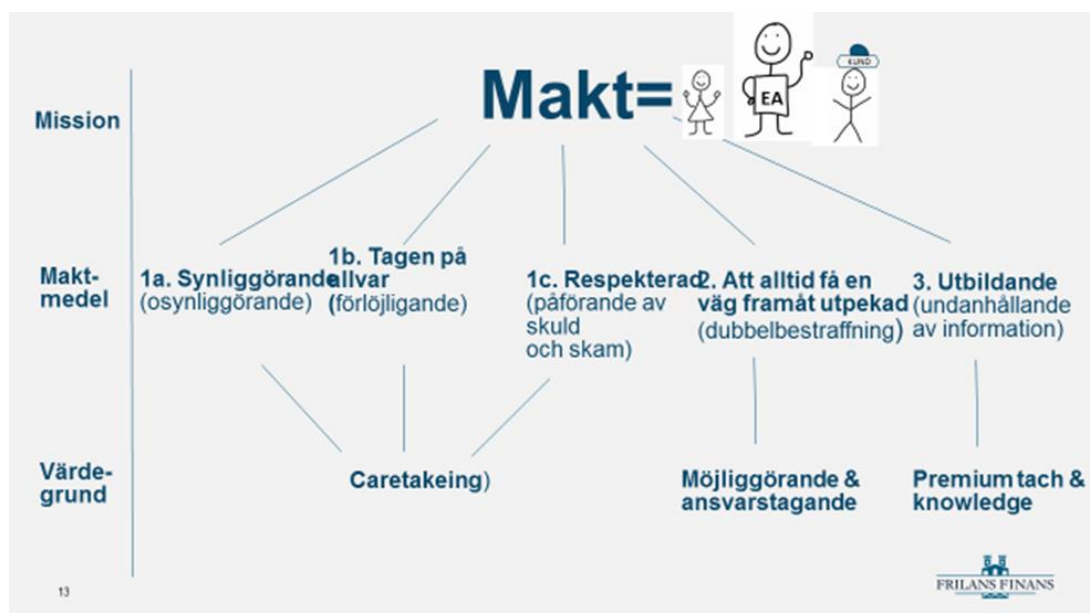 Makt=
EA
KUND
Mission
Makt-
medel
1a. Synliggörande
(osynliggörande)
1b. Tagen på
allvar
(förlöjligande)
1c. Respekterad
(påförande av
skuld
och skam)
2. Att alltid få en
väg framåt utpekad
(dubbelbestraffning)
3. Utbildande
(undanhållande
av information)
Värde-
grund
Caretakeing)
Möjliggörande &
ansvarstagande
Premium tach &
knowledge
13
FRILANS FINANS